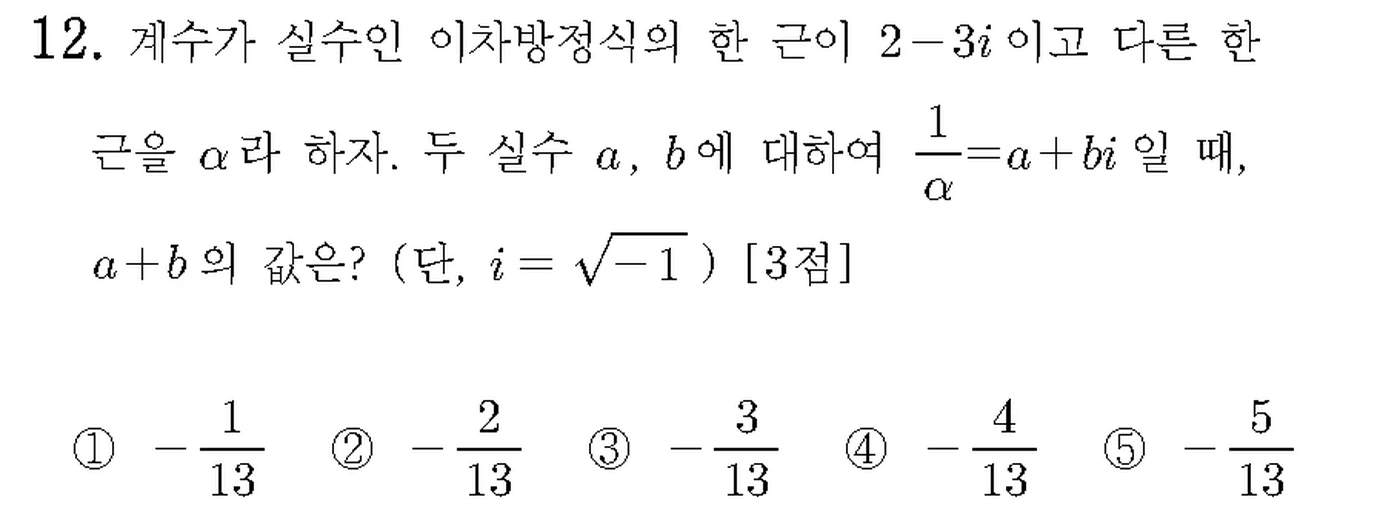 12. 계수가 실수인 이차방정식의 한 근이 2-3i 이고 다른 한
근을 α라 하자. 두 실수 a, b에 대하여 1/α=a+bi 일 때,
a+b의 값은? (단, i=√-1 ) [3점]
① -1/13 ② -2/13 ③ -3/13 ④ -4/13 ⑤ -5/13